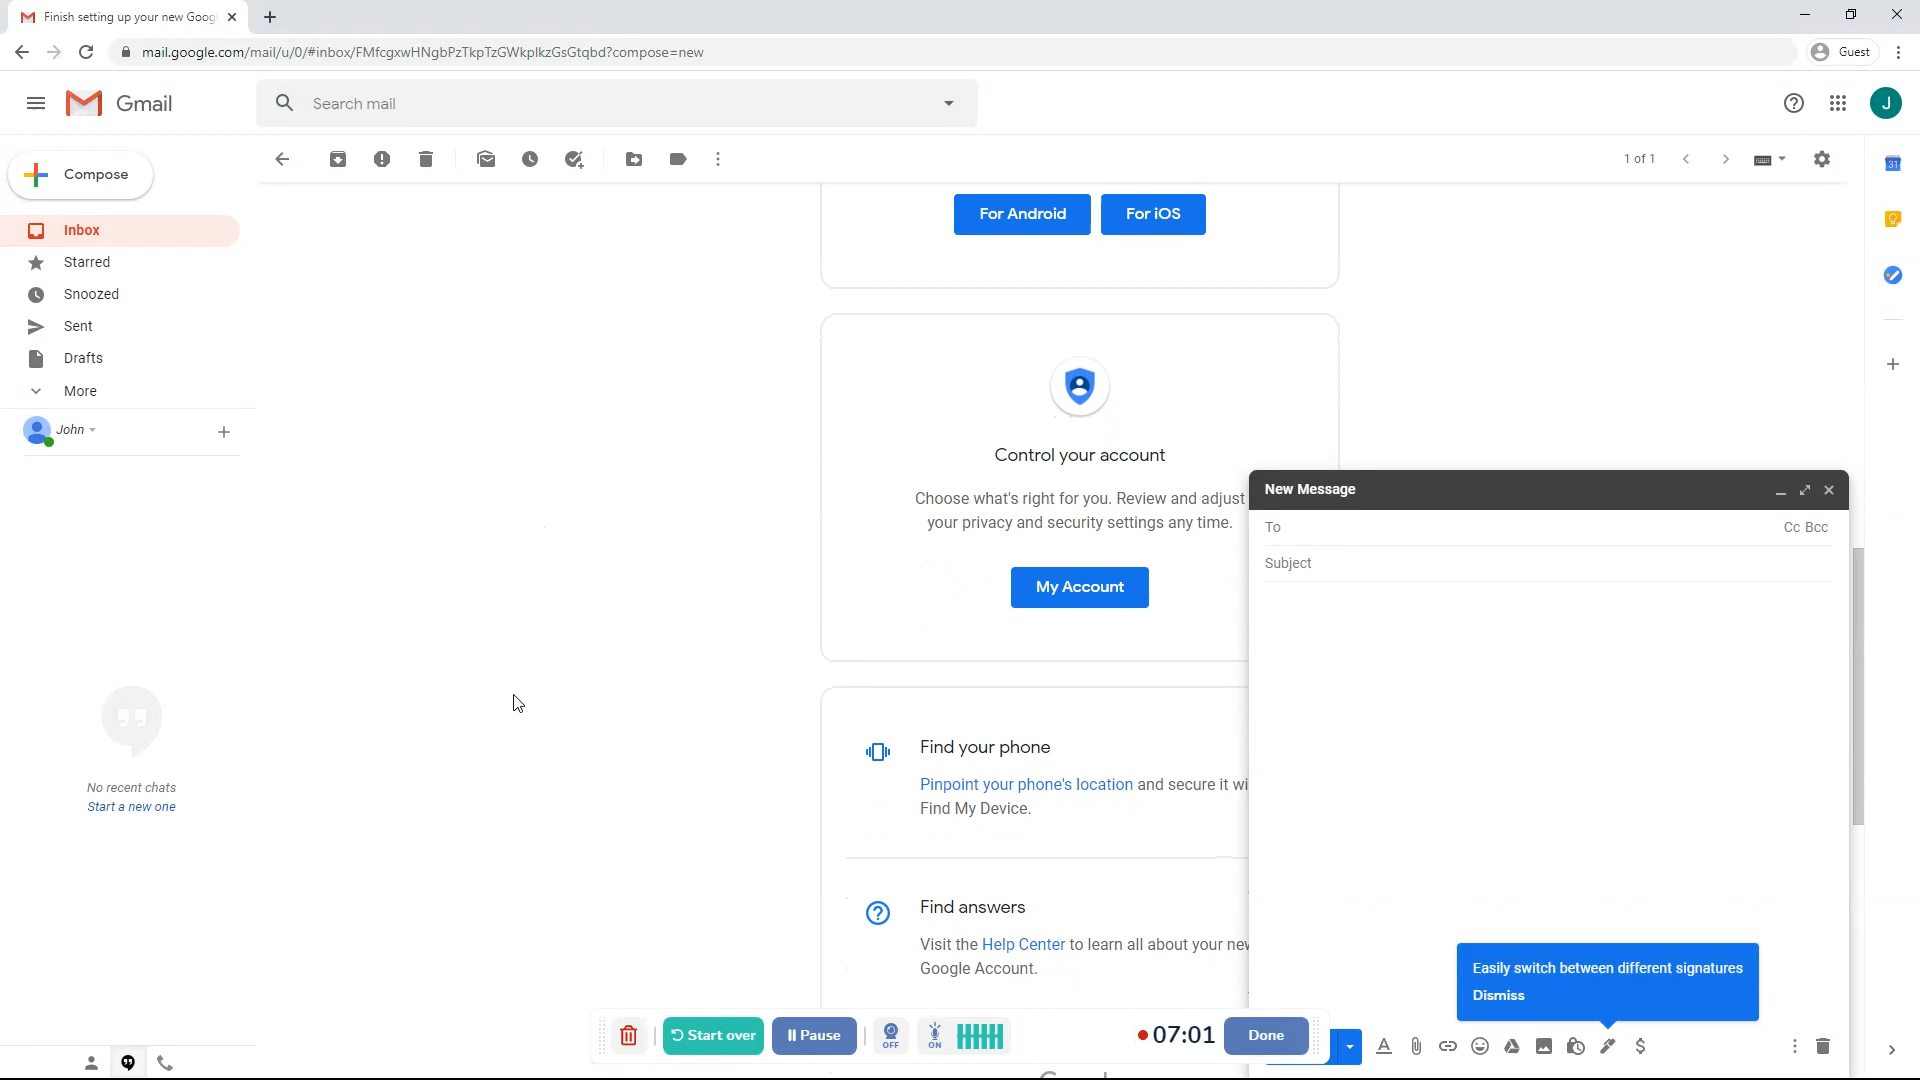 Finish setting up your new Goog
mail.google.com/mail/u/0/#inbox/FMfcgxwHNgbPzTkpTzGWkplkzGsGtqbd?compose=new
Guest
Gmail
Search mail
J
Compose
1 of 1
31
Inbox
Starred
Snoozed
Sent
Drafts
More
John
No recent chats
Start a new one
For Android
For iOS
Control your account
Choose what's right for you. Review and adjust
your privacy and security settings any time.
My Account
Find your phone
Pinpoint your phone's location and secure it wi
Find My Device.
Find answers
Visit the Help Center to learn all about your new
Google Account.
New Message
To
Cc Bcc
Subject
Easily switch between different signatures
Dismiss
Start over
Pause
OFF
ON
07:01
Done